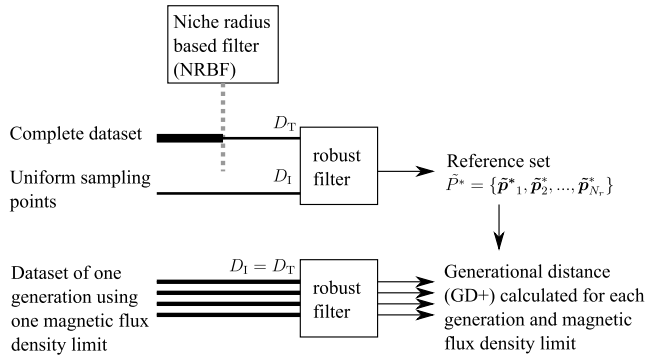 Niche radius
based filter
(NRBF)
Complete dataset
D_T
Uniform sampling
points
D_I
robust
filter
Reference set
P̃* = {p̃*₁, p̃₂*, ..., p̃*_{N_r}}
Dataset of one
generation using
one magnetic flux
density limit
D_I = D_T
robust
filter
Generational distance
(GD+) calculated for each
generation and magnetic
flux density limit